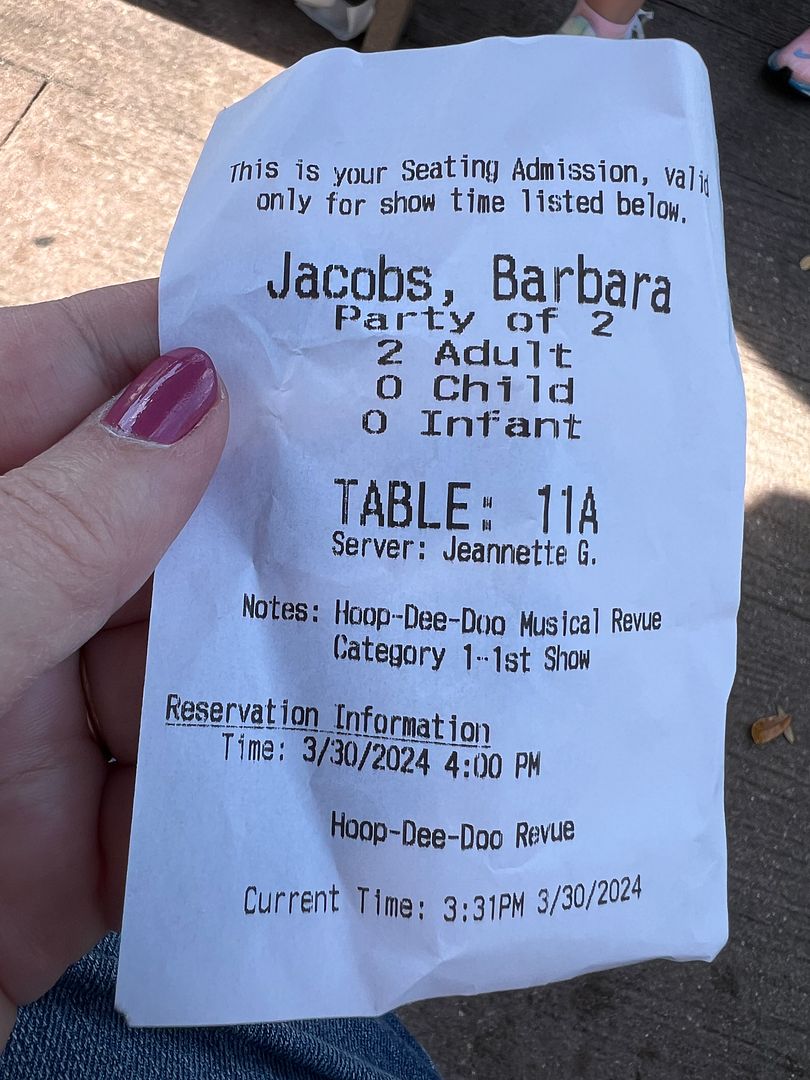 This is your Seating Admission, valid
only for show time listed below.
Jacobs, Barbara
Party of 2
2 Adult
0 Child
0 Infant
TABLE: 11A
Server: Jeannette G.
Notes: Hoop-Dee-Doo Musical Revue
Category 1--1st Show
Reservation Information
Time: 3/30/2024 4:00 PM
Hoop-Dee-Doo Revue
Current Time: 3:31PM 3/30/2024